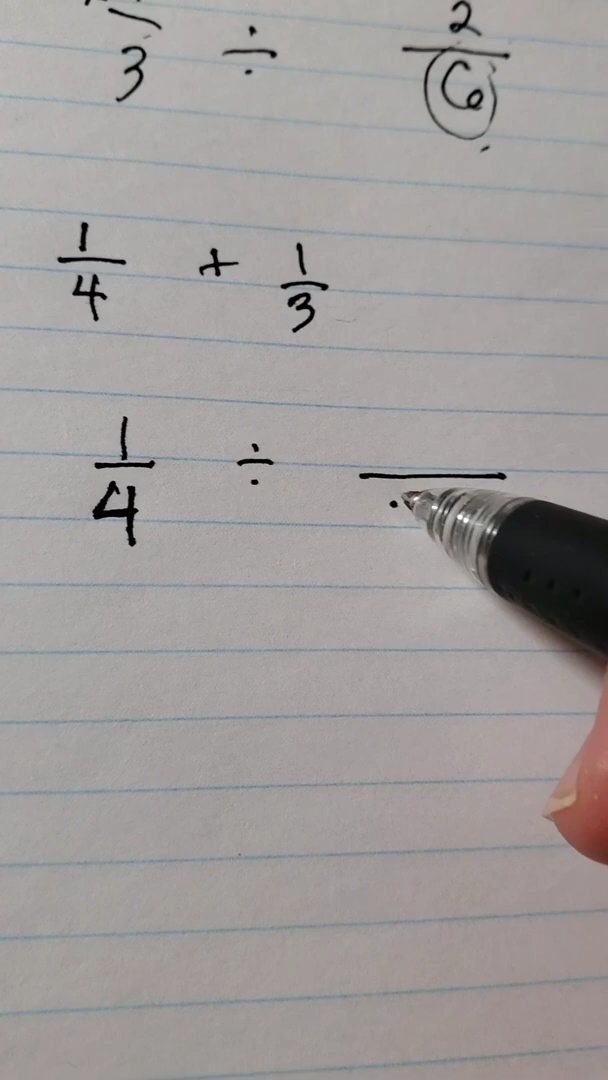 3 ÷ 2/6
1/4 + 1/3
1/4 ÷